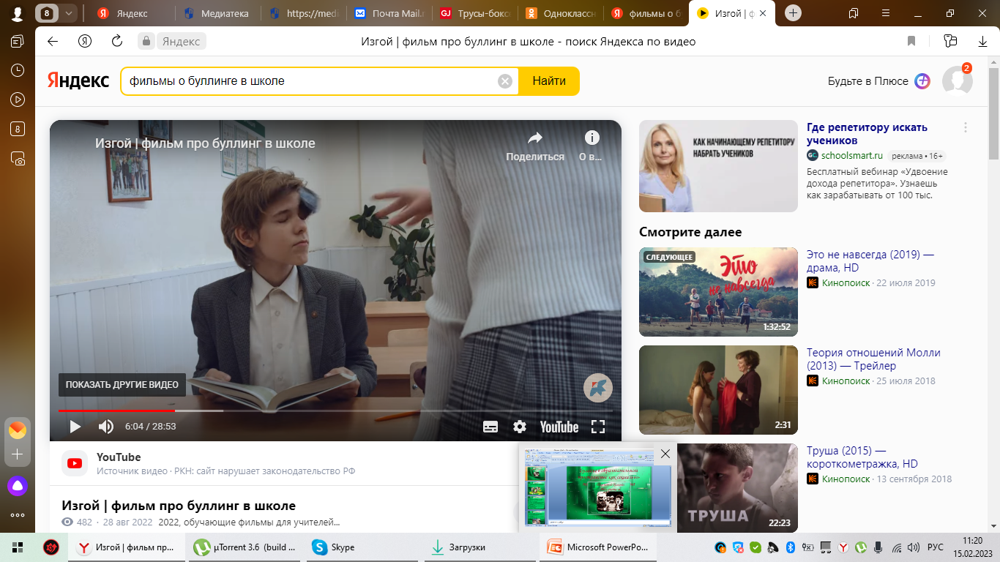 8
Яндекс
Медиатека
https://med
Почта Mail.r
GJ
Трусы-бокс
Одноклассн
фильмы о б
Изгой | ф
Яндекс
Изгой | фильм про буллинг в школе - поиск Яндекса по видео
8
Яндекс
фильмы о буллинге в школе
Найти
Будьте в Плюсе
2
Изгой | фильм про буллинг в школе
Поделиться
О в...
ПОКАЗАТЬ ДРУГИЕ ВИДЕО
6:04 / 28:53
YouTube
YouTube
Источник видео · РКН: сайт нарушает законодательство РФ
Изгой | фильм про буллинг в школе
482 · 28 авг 2022 2022, обучающие фильмы для учителей...
КАК НАЧИНАЮЩЕМУ РЕПЕТИТОРУ
НАБРАТЬ УЧЕНИКОВ
Где репетитору искать
учеников
GC schoolsmart.ru реклама • 16+
Бесплатный вебинар «Удвоение
дохода репетитора». Узнаешь
как зарабатывать от 100 тыс.
Смотрите далее
СЛЕДУЮЩЕЕ
Это
не навсегда
1:32:52
Это не навсегда (2019) —
драма, HD
Кинопоиск · 22 июля 2019
2:31
Теория отношений Молли
(2013) — Трейлер
Кинопоиск · 25 июля 2018
ТРУША
22:23
Труша (2015) —
короткометражка, HD
Кинопоиск · 13 сентября 2018
Изгой | фильм пр...
µTorrent 3.6 (build ...
Skype
Загрузки
Microsoft PowerPo...
РУС
11:20
15.02.2023